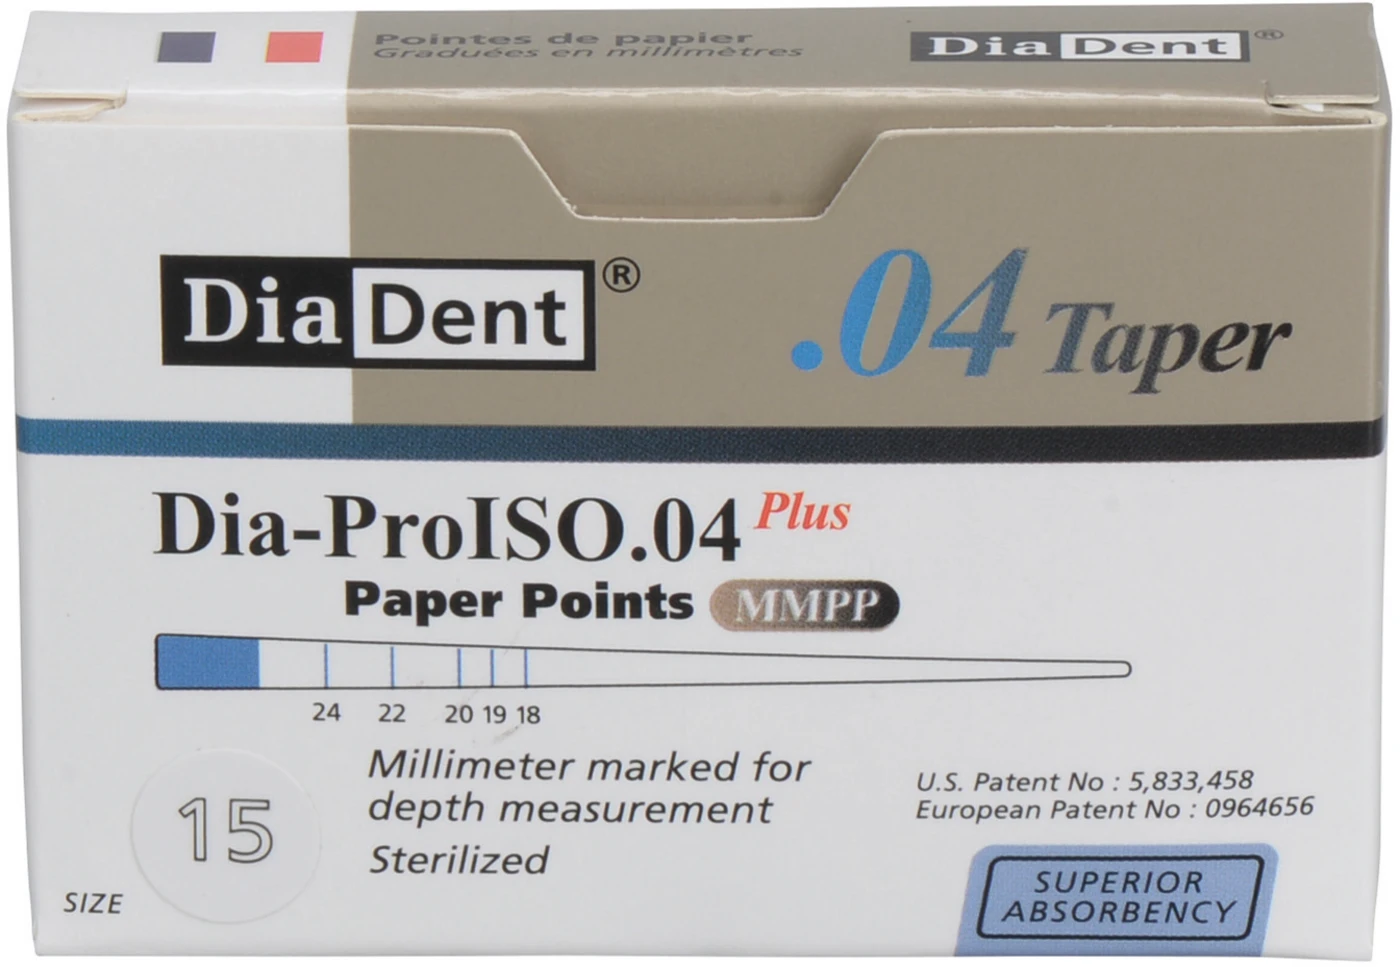 Pointes de papier
Graduées en millimètres
DiaDent®
DiaDent®
.04 Taper
Dia-ProISO.04 Plus
Paper Points MMPP
24 22 20 19 18
Millimeter marked for
depth measurement
Sterilized
U.S. Patent No : 5,833,458
European Patent No : 0964656
15
SIZE
SUPERIOR
ABSORBENCY